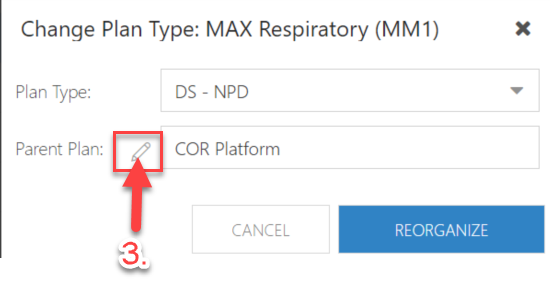 Change Plan Type: MAX Respiratory (MM1)
Plan Type: DS - NPD
Parent Plan: COR Platform
CANCEL REORGANIZE
3.